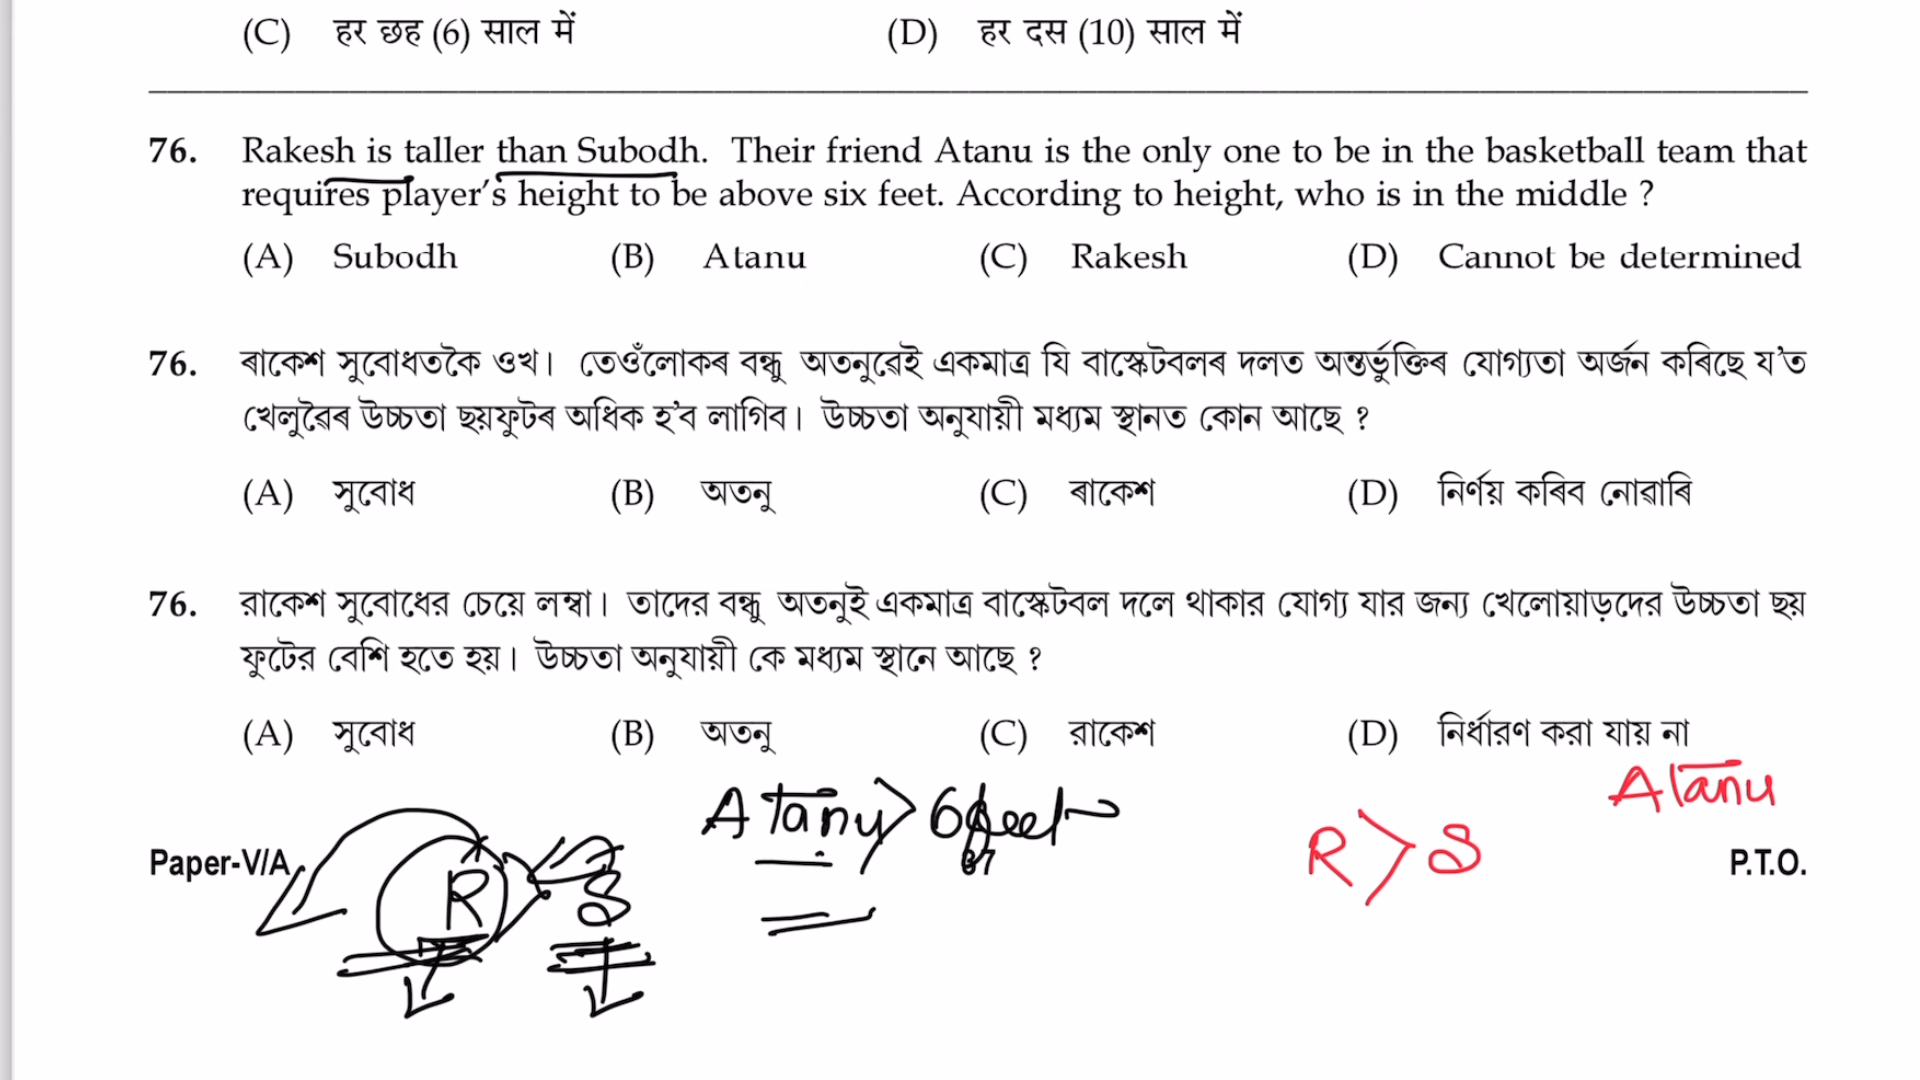 (C) हर छह (6) साल में (D) हर दस (10) साल में
76. Rakesh is taller than Subodh. Their friend Atanu is the only one to be in the basketball team that
requires player's height to be above six feet. According to height, who is in the middle ?
(A) Subodh (B) Atanu (C) Rakesh (D) Cannot be determined
76. ৰাকেশ সুবোধতকৈ ওখ। তেওঁলোকৰ বন্ধু অতনুৱেই একমাত্ৰ যি বাস্কেটবলৰ দলত অন্তৰ্ভুক্তিৰ যোগ্যতা অৰ্জন কৰিছে য'ত
খেলুৱৈৰ উচ্চতা ছয়ফুটৰ অধিক হ'ব লাগিব। উচ্চতা অনুযায়ী মধ্যম স্থানত কোন আছে ?
(A) সুবোধ (B) অতনু (C) ৰাকেশ (D) নিৰ্ণয় কৰিব নোৱাৰি
76. রাকেশ সুবোধের চেয়ে লম্বা। তাদের বন্ধু অতনুই একমাত্র বাস্কেটবল দলে থাকার যোগ্য যার জন্য খেলোয়াড়দের উচ্চতা ছয়
ফুটের বেশি হতে হয়। উচ্চতা অনুযায়ী কে মধ্যম স্থানে আছে ?
(A) সুবোধ (B) অতনু (C) রাকেশ (D) নির্ধারণ করা যায় না
Atanu > 6 feet Atanu
R > S R > S
Paper-V/A 37 P.T.O.